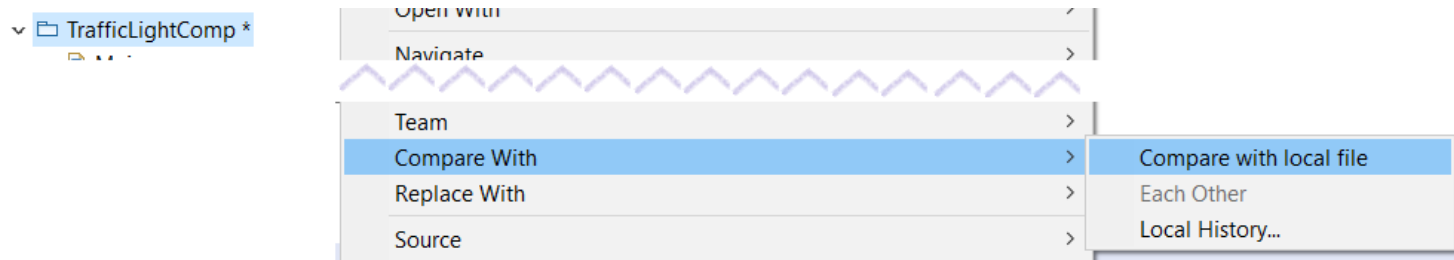 TrafficLightComp *
Open With
Navigate
Team
Compare With
Compare with local file
Replace With
Each Other
Local History...
Source